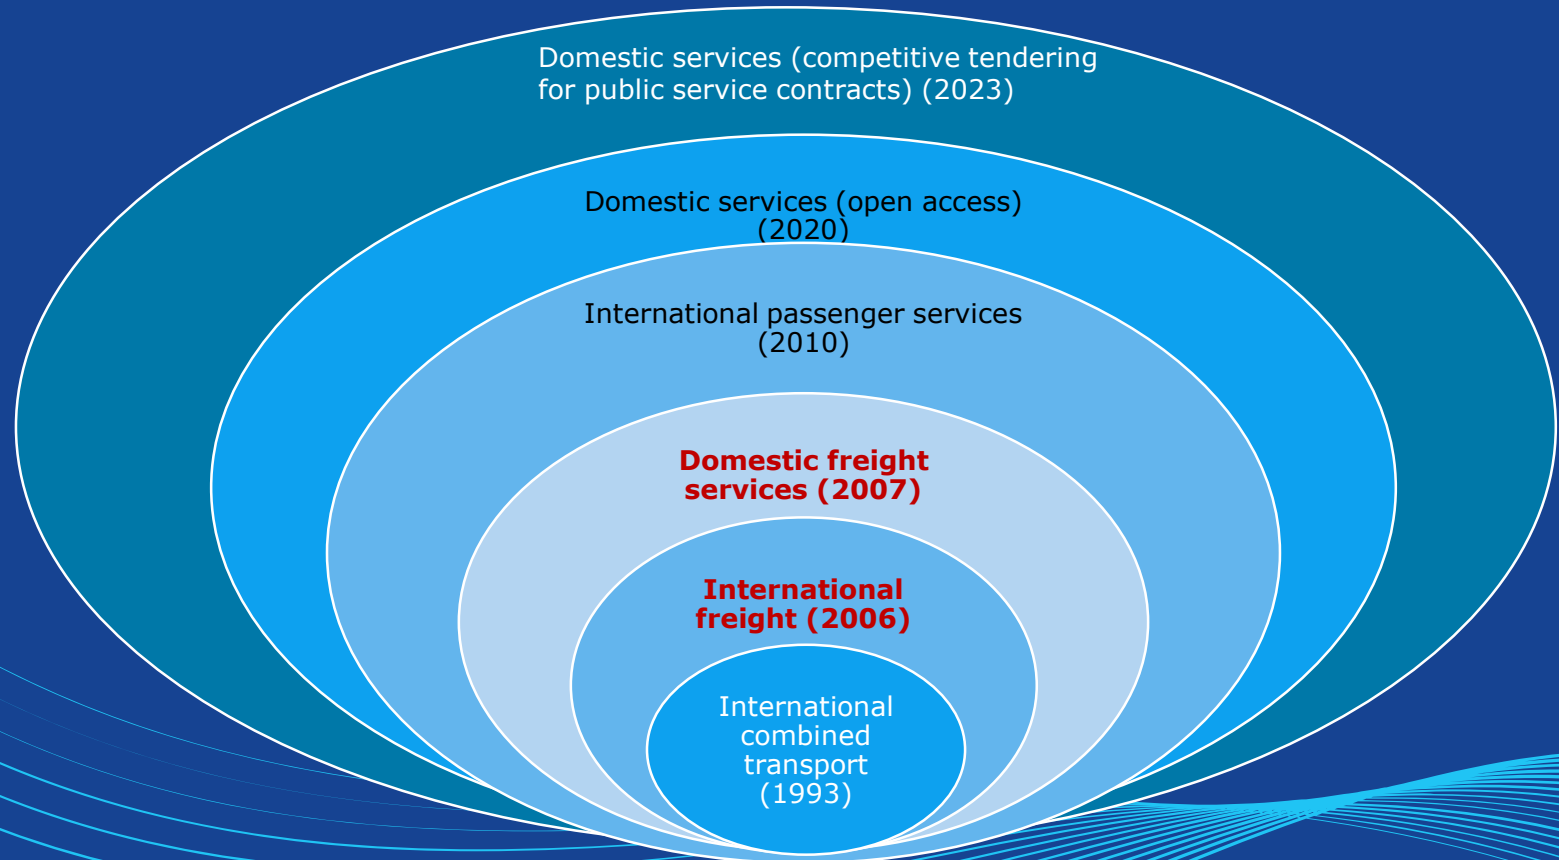 Domestic services (competitive tendering
for public service contracts) (2023)
Domestic services (open access)
(2020)
International passenger services
(2010)
Domestic freight
services (2007)
International
freight (2006)
International
combined
transport
(1993)